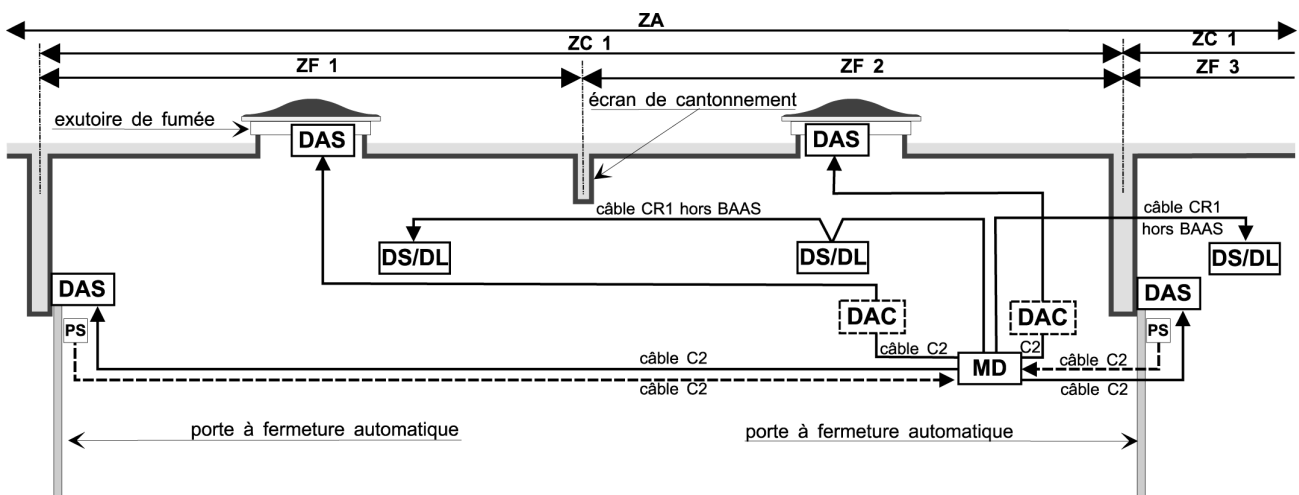 ZA
ZC 1
ZC 1
ZF 1
ZF 2
ZF 3
exutoire de fumée
écran de cantonnement
DAS
DAS
câble CR1 hors BAAS
câble CR1
hors BAAS
DS/DL
DS/DL
DS/DL
DAS
DAS
DAC
DAC
PS
PS
câble C2
C2
MD
câble C2
câble C2
câble C2
câble C2
porte à fermeture automatique
porte à fermeture automatique